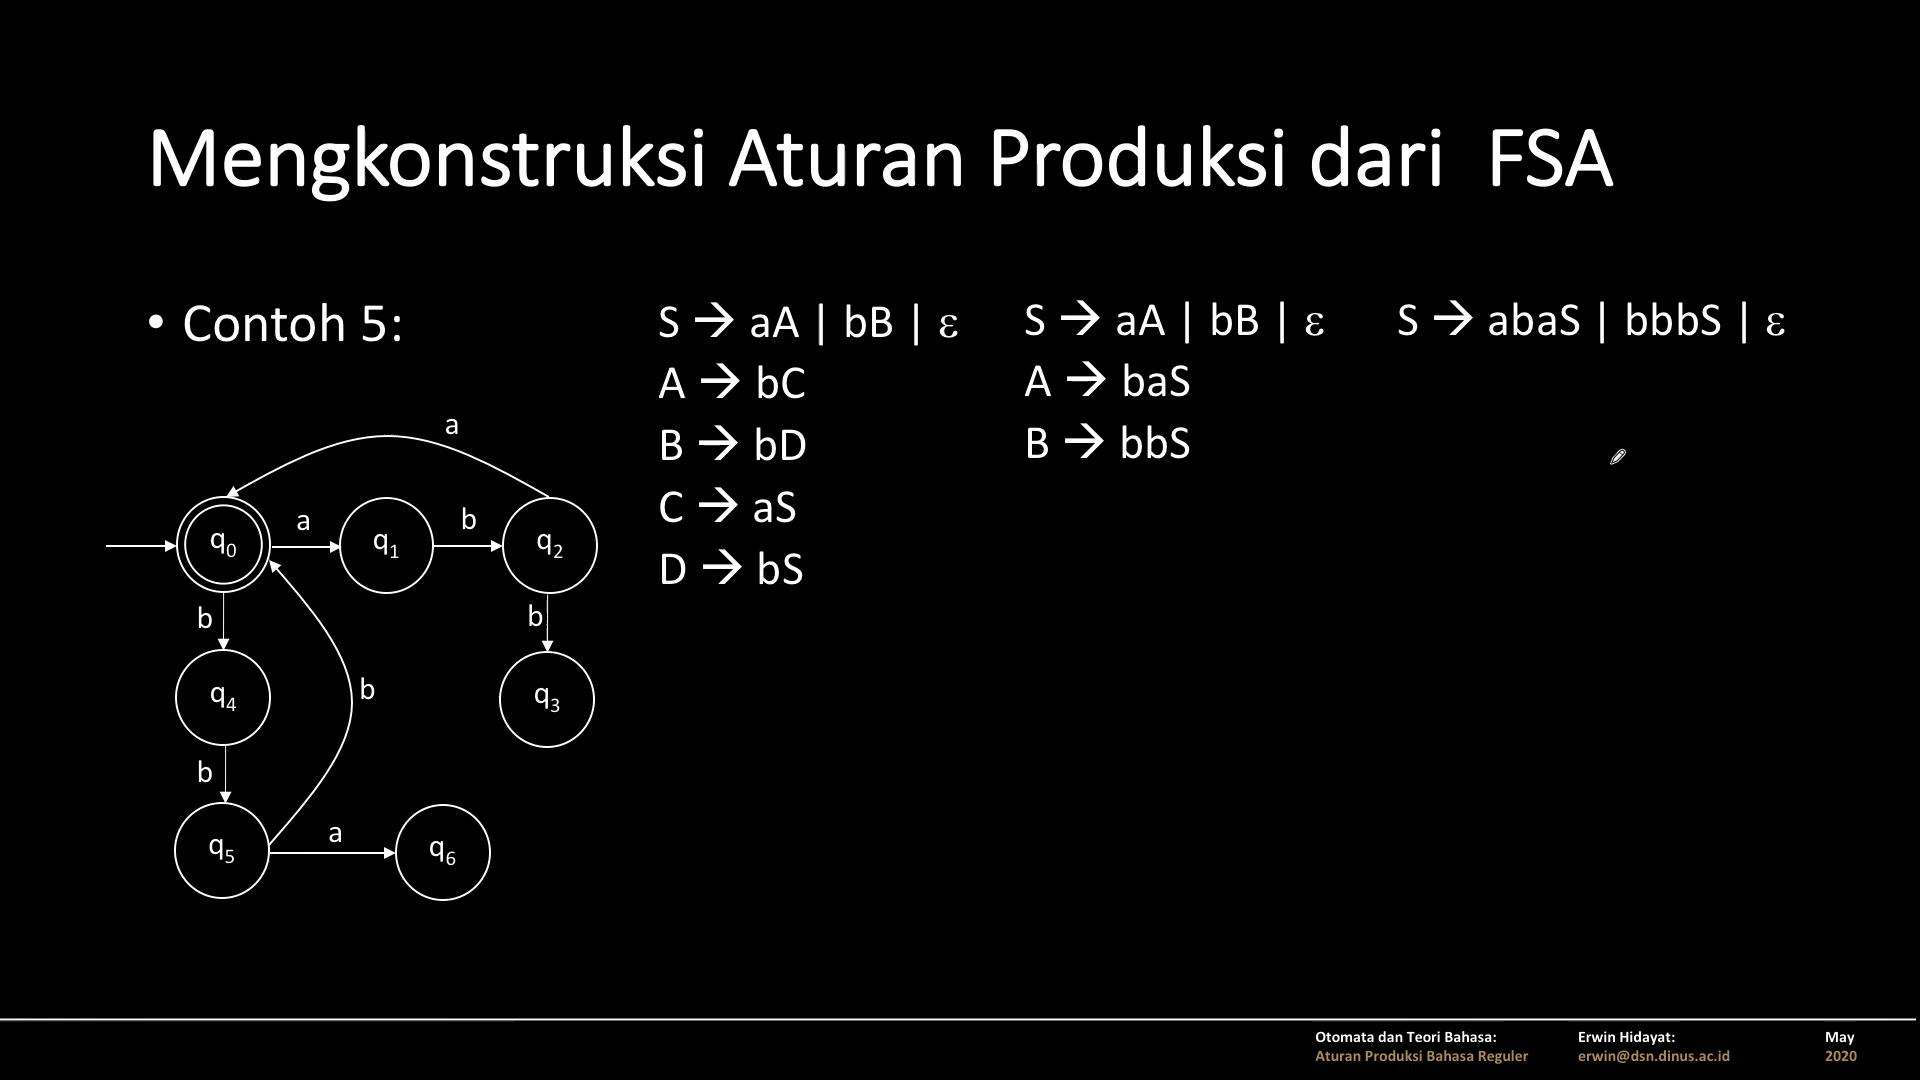 Mengkonstruksi Aturan Produksi dari FSA
• Contoh 5:
S → aA | bB | ε
A → bC
B → bD
C → aS
D → bS
S → aA | bB | ε
A → baS
B → bbS
S → abaS | bbbS | ε
a
q0
a
q1
b
q2
b
b
b
q4
q3
b
q5
a
q6
Otomata dan Teori Bahasa:
Aturan Produksi Bahasa Reguler
Erwin Hidayat:
erwin@dsn.dinus.ac.id
May
2020